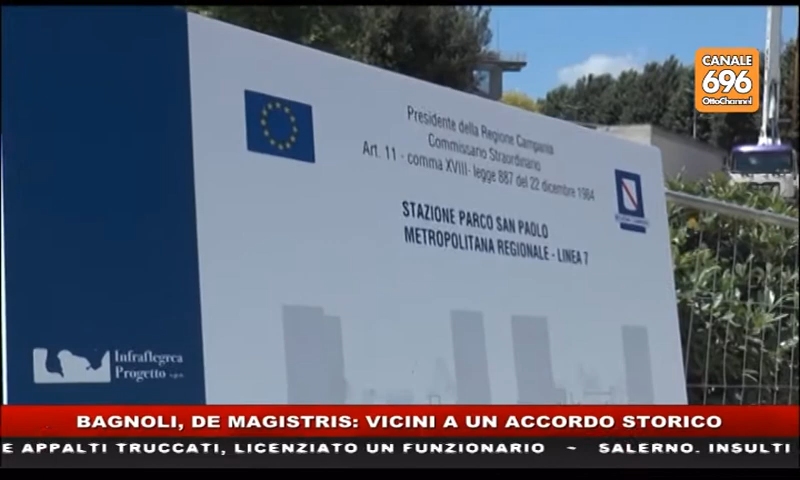 CANALE
696
OttoChannel
Presidente della Regione Campania
Commissario Straordinario
Art. 11 - comma XVIII- legge 887 del 22 dicembre 1984
STAZIONE PARCO SAN PAOLO
METROPOLITANA REGIONALE - LINEA 7
Infraflegrea
Progetto
BAGNOLI, DE MAGISTRIS: VICINI A UN ACCORDO STORICO
E APPALTI TRUCCATI, LICENZIATO UN FUNZIONARIO ~ SALERNO. INSULTI